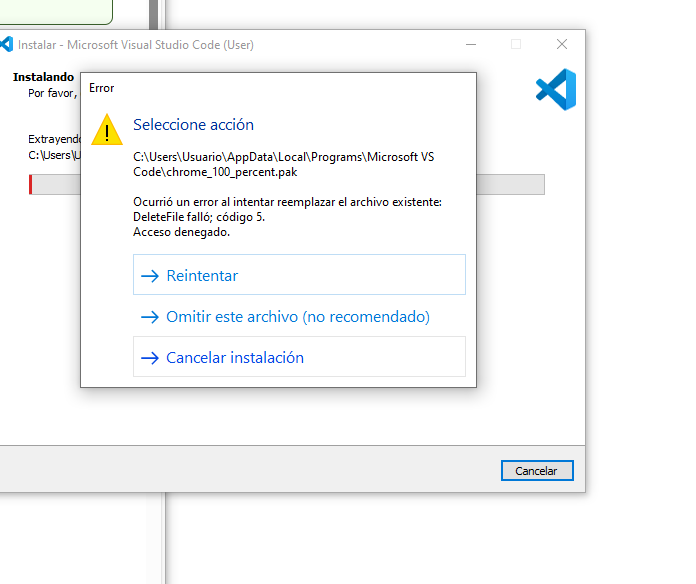 Instalar - Microsoft Visual Studio Code (User)
Instalando
Por favor,
Error
Seleccione acción
Extrayendo
C:\Users\U
C:\Users\Usuario\AppData\Local\Programs\Microsoft VS
Code\chrome_100_percent.pak
Ocurrió un error al intentar reemplazar el archivo existente:
DeleteFile falló; código 5.
Acceso denegado.
Reintentar
Omitir este archivo (no recomendado)
Cancelar instalación
Cancelar